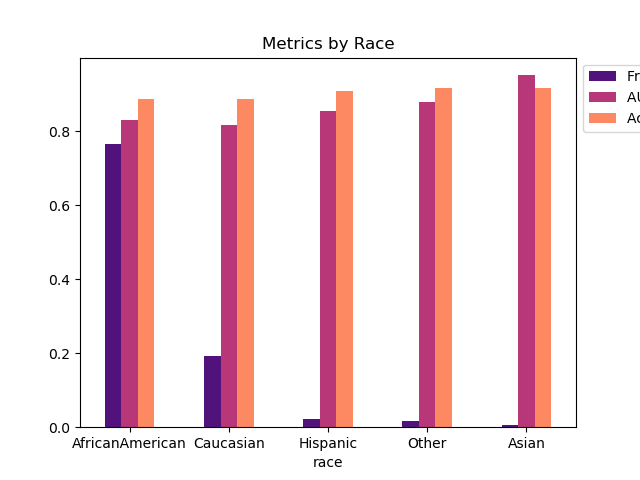 Metrics by Race
Fr
AU
Ac
0.8
0.6
0.4
0.2
0.0
AfricanAmerican Caucasian Hispanic Other Asian
race